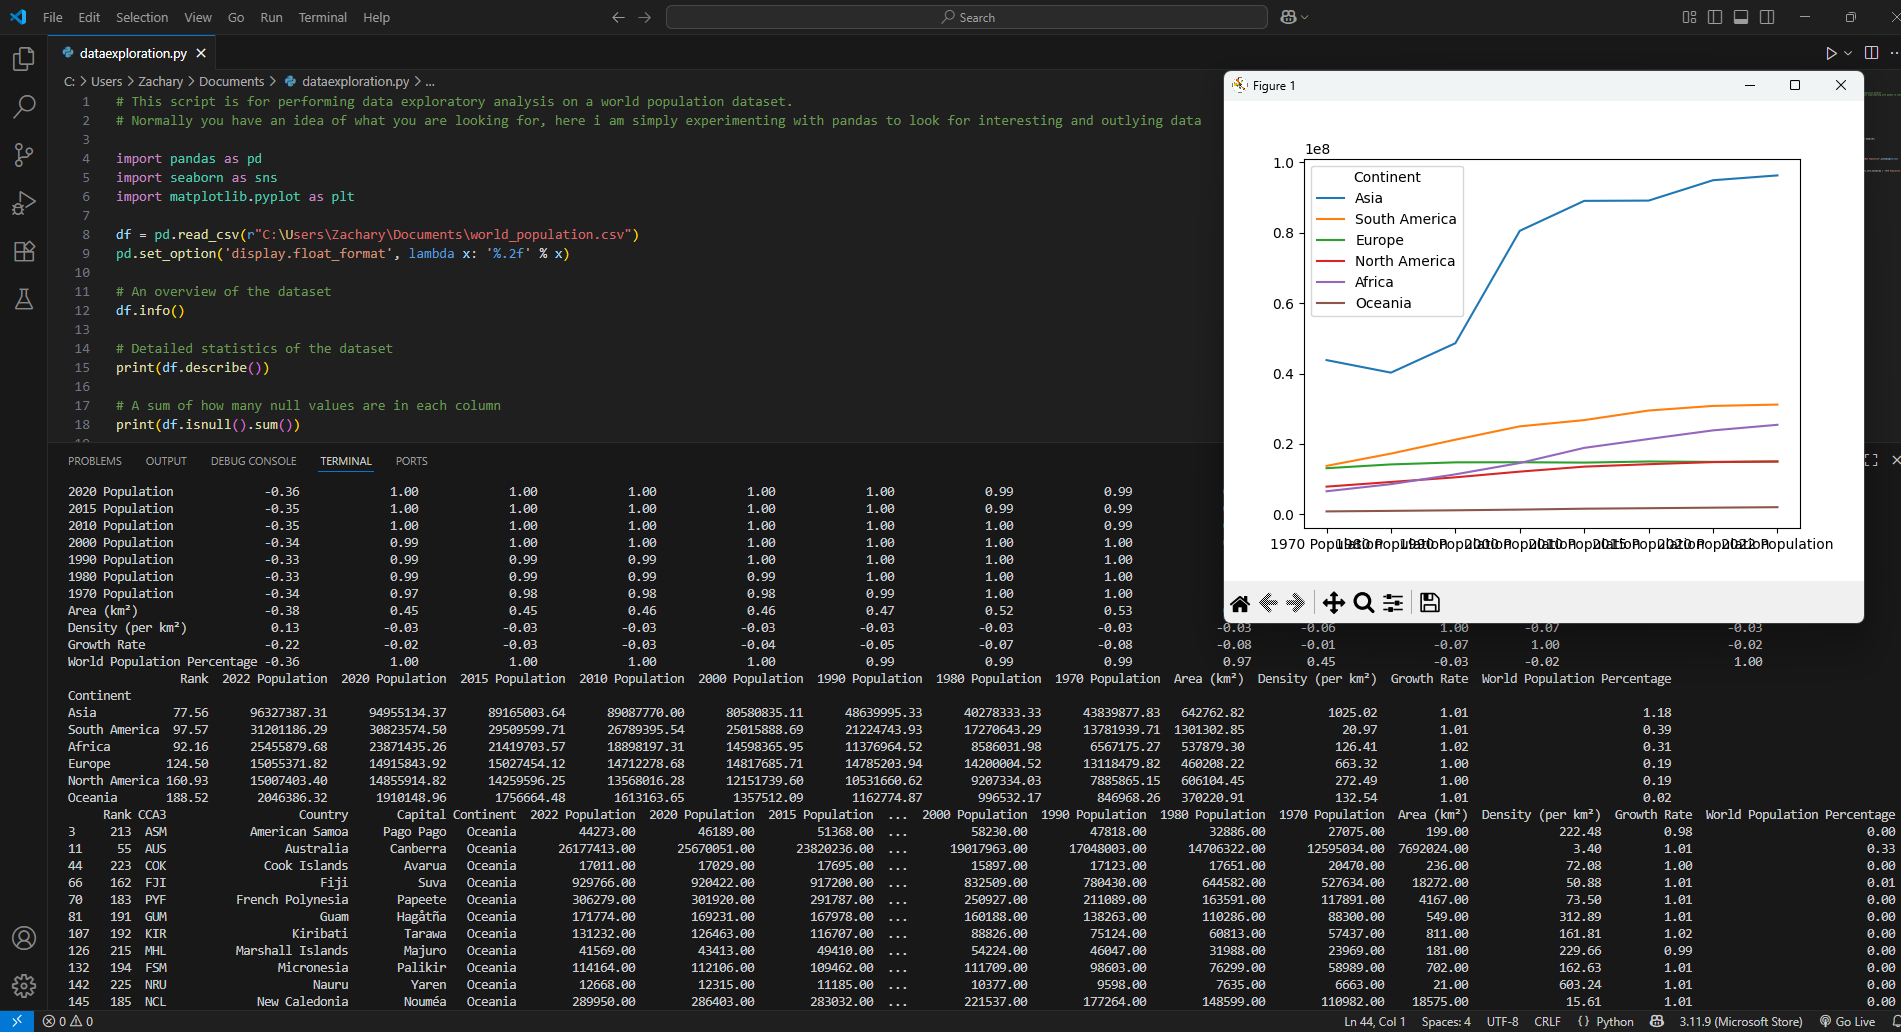 File Edit Selection View Go Run Terminal Help
Search
dataexploration.py
C: > Users > Zachary > Documents > dataexploration.py > ...
1 # This script is for performing data exploratory analysis on a world population dataset.
2 # Normally you have an idea of what you are looking for, here i am simply experimenting with pandas to look for interesting and outlying data
3
4 import pandas as pd
5 import seaborn as sns
6 import matplotlib.pyplot as plt
7
8 df = pd.read_csv(r"C:\Users\Zachary\Documents\world_population.csv")
9 pd.set_option('display.float_format', lambda x: '%.2f' % x)
10
11 # An overview of the dataset
12 df.info()
13
14 # Detailed statistics of the dataset
15 print(df.describe())
16
17 # A sum of how many null values are in each column
18 print(df.isnull().sum())
Figure 1
1e8
1.0
0.8
0.6
0.4
0.2
0.0
Continent
Asia
South America
Europe
North America
Africa
Oceania
1970 Population 1980 Population 1990 Population 2000 Population 2010 Population 2015 Population 2020 Population 2022 Population
PROBLEMS OUTPUT DEBUG CONSOLE TERMINAL PORTS
2020 Population -0.36 1.00 1.00 1.00 1.00 1.00 0.99 0.99
2015 Population -0.35 1.00 1.00 1.00 1.00 1.00 0.99 0.99
2010 Population -0.35 1.00 1.00 1.00 1.00 1.00 1.00 0.99
2000 Population -0.34 0.99 1.00 1.00 1.00 1.00 1.00 1.00
1990 Population -0.33 0.99 0.99 0.99 1.00 1.00 1.00 1.00
1980 Population -0.33 0.99 0.99 0.99 0.99 1.00 1.00 1.00
1970 Population -0.34 0.97 0.98 0.98 0.98 0.99 1.00 1.00
Area (km²) -0.38 0.45 0.45 0.46 0.46 0.47 0.52 0.53
Density (per km²) 0.13 -0.03 -0.03 -0.03 -0.03 -0.03 -0.03 -0.03 -0.03 -0.06 1.00 -0.07 -0.03
Growth Rate -0.22 -0.02 -0.03 -0.03 -0.04 -0.05 -0.07 -0.08 -0.08 -0.01 -0.07 1.00 -0.02
World Population Percentage -0.36 1.00 1.00 1.00 1.00 0.99 0.99 0.99 0.97 0.45 -0.03 -0.02 1.00
Rank 2022 Population 2020 Population 2015 Population 2010 Population 2000 Population 1990 Population 1980 Population 1970 Population Area (km²) Density (per km²) Growth Rate World Population Percentage
Continent
Asia 77.56 96327387.31 94955134.37 89165003.64 89087770.00 80580835.11 48639995.33 40278333.33 43839877.83 642762.82 1025.02 1.01 1.18
South America 97.57 31201186.29 30823574.50 29509599.71 26789395.54 25015888.69 21224743.93 17270643.29 13781939.71 1301302.85 20.97 1.01 0.39
Africa 92.16 25455879.68 23871435.26 21419703.57 18898197.31 14598365.95 11376964.52 8586031.98 6567175.27 537879.30 126.41 1.02 0.31
Europe 124.50 15055371.82 14915843.92 15027454.12 14712278.68 14817685.71 14785203.94 14200004.52 13118479.82 460208.22 663.32 1.00 0.19
North America 160.93 15007403.40 14855914.82 14259596.25 13568016.28 12151739.60 10531660.62 9207334.03 7885865.15 606104.45 272.49 1.00 0.19
Oceania 188.52 2046386.32 1910148.96 1756664.48 1613163.65 1357512.09 1162774.87 996532.17 846968.26 370220.91 132.54 1.01 0.02
Rank CCA3 Country Capital Continent 2022 Population 2020 Population 2015 Population ... 2000 Population 1990 Population 1980 Population 1970 Population Area (km²) Density (per km²) Growth Rate World Population Percentage
3 213 ASM American Samoa Pago Pago Oceania 44273.00 46189.00 51368.00 ... 58230.00 47818.00 32886.00 27075.00 199.00 222.48 0.98 0.00
11 55 AUS Australia Canberra Oceania 26177413.00 25670051.00 23820236.00 ... 19017963.00 17048003.00 14706322.00 12595034.00 7692024.00 3.40 1.01 0.33
44 223 COK Cook Islands Avarua Oceania 17011.00 17029.00 17695.00 ... 15897.00 17123.00 17651.00 20470.00 236.00 72.08 1.00 0.00
66 162 FJI Fiji Suva Oceania 929766.00 920422.00 917200.00 ... 832509.00 780430.00 644582.00 527634.00 18272.00 50.88 1.01 0.01
70 183 PYF French Polynesia Papeete Oceania 306279.00 301920.00 291787.00 ... 250927.00 211089.00 163591.00 117891.00 4167.00 73.50 1.01 0.00
81 191 GUM Guam Hagåtña Oceania 171774.00 169231.00 167978.00 ... 160188.00 138263.00 110286.00 88300.00 549.00 312.89 1.01 0.00
107 192 KIR Kiribati Tarawa Oceania 131232.00 126463.00 116707.00 ... 88826.00 75124.00 60813.00 57437.00 811.00 161.81 1.02 0.00
126 215 MHL Marshall Islands Majuro Oceania 41569.00 43413.00 49410.00 ... 54224.00 46047.00 31988.00 23969.00 181.00 229.66 0.99 0.00
132 194 FSM Micronesia Palikir Oceania 114164.00 112106.00 109462.00 ... 111709.00 98603.00 76299.00 58989.00 702.00 162.63 1.01 0.00
142 225 NRU Nauru Yaren Oceania 12668.00 12315.00 11185.00 ... 10377.00 9598.00 7635.00 6663.00 21.00 603.24 1.01 0.00
145 185 NCL New Caledonia Nouméa Oceania 289950.00 286403.00 283032.00 ... 221537.00 177264.00 148599.00 110982.00 18575.00 15.61 1.01 0.00
0 0 Ln 44, Col 1 Spaces: 4 UTF-8 CRLF {} Python 3.11.9 (Microsoft Store) Go Live